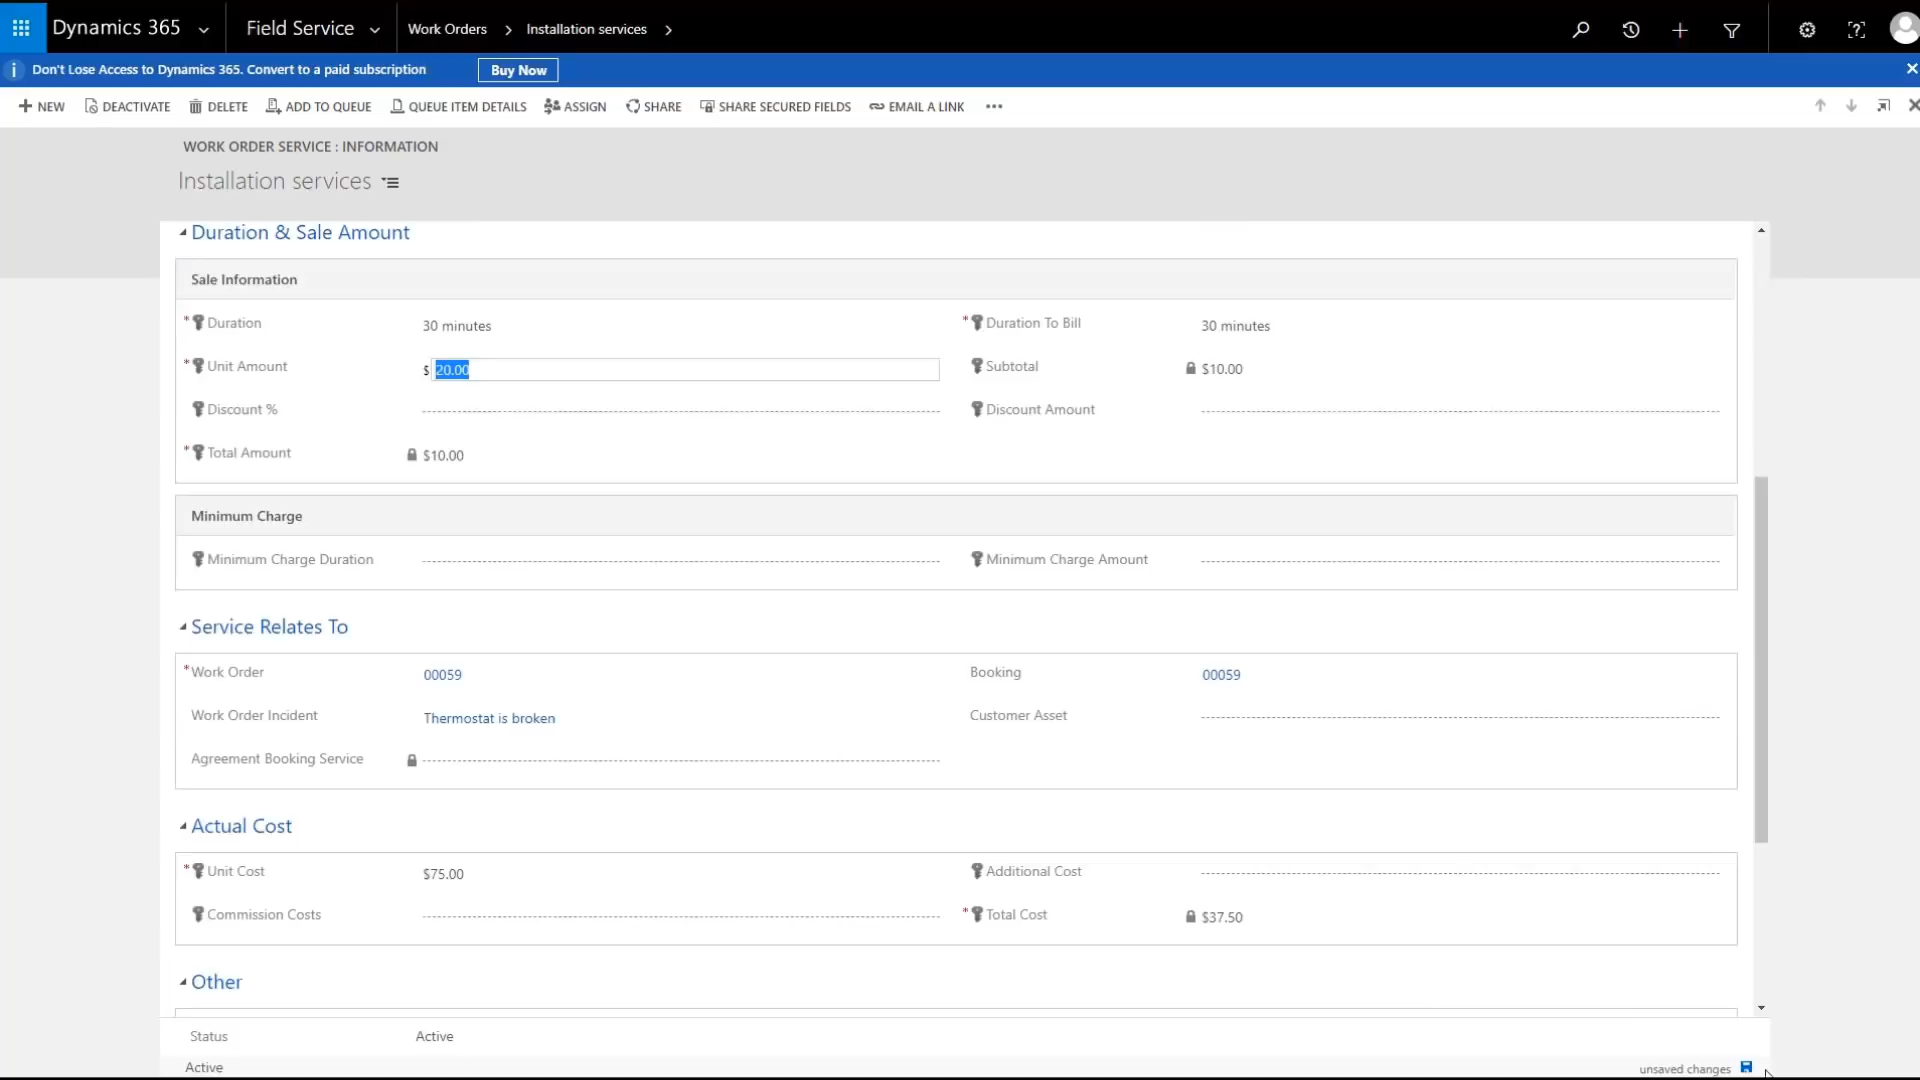 Dynamics 365 Field Service Work Orders > Installation services >
Don't Lose Access to Dynamics 365. Convert to a paid subscription Buy Now
NEW DEACTIVATE DELETE ADD TO QUEUE QUEUE ITEM DETAILS ASSIGN SHARE SHARE SECURED FIELDS EMAIL A LINK
WORK ORDER SERVICE : INFORMATION
Installation services
Duration & Sale Amount
Sale Information
* Duration 30 minutes * Duration To Bill 30 minutes
* Unit Amount $ 20.00 Subtotal $10.00
Discount % Discount Amount
* Total Amount $10.00
Minimum Charge
Minimum Charge Duration Minimum Charge Amount
Service Relates To
* Work Order 00059 Booking 00059
Work Order Incident Thermostat is broken Customer Asset
Agreement Booking Service
Actual Cost
* Unit Cost $75.00 Additional Cost
Commission Costs * Total Cost $37.50
Other
Status Active
Active unsaved changes